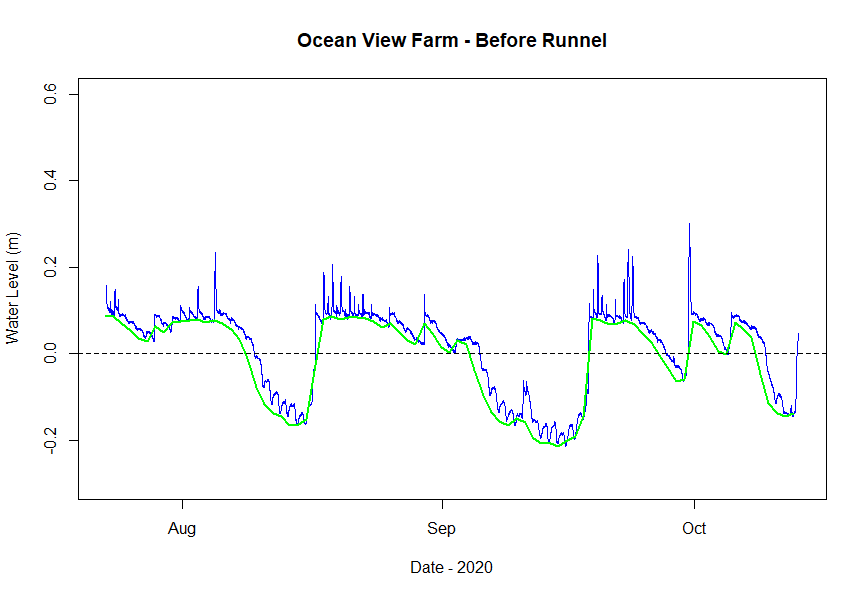 Ocean View Farm - Before Runnel
Water Level (m)
0.6
0.4
0.2
0.0
-0.2
Aug Sep Oct
Date - 2020